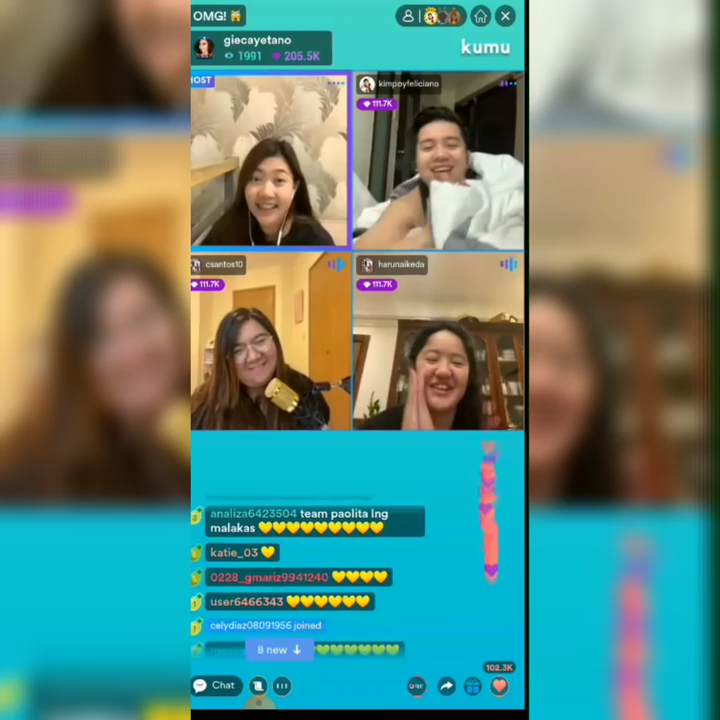 OMG!
giecayetano
1991 205.5K
kumu
HOST
kimpoyfeliciano
111.7K
csantos10
111.7K
harunaikeda
111.7K
analiza6423504 team paolita lng
malakas
katie_03
0228_gmariz9941240
user6466343
celydiaz08091956 joined
8 new
102.3K
Chat